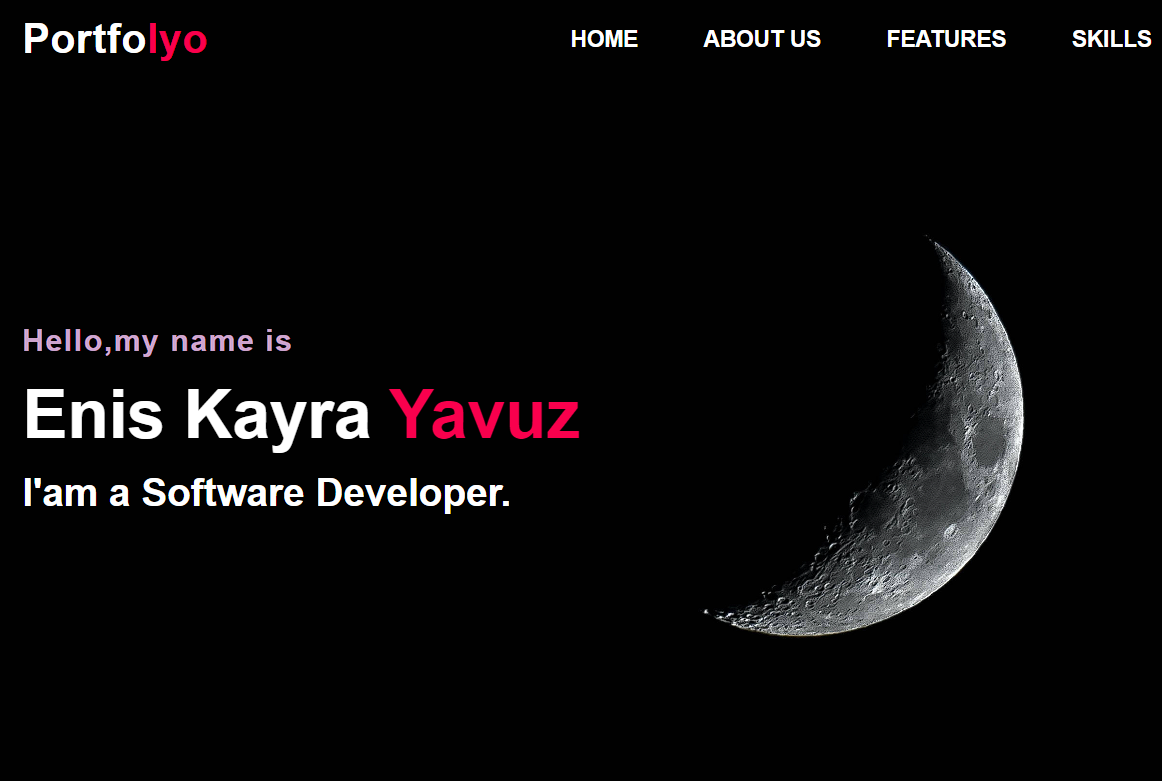 Portfolyo
HOME ABOUT US FEATURES SKILLS
Hello,my name is
Enis Kayra Yavuz
I'am a Software Developer.